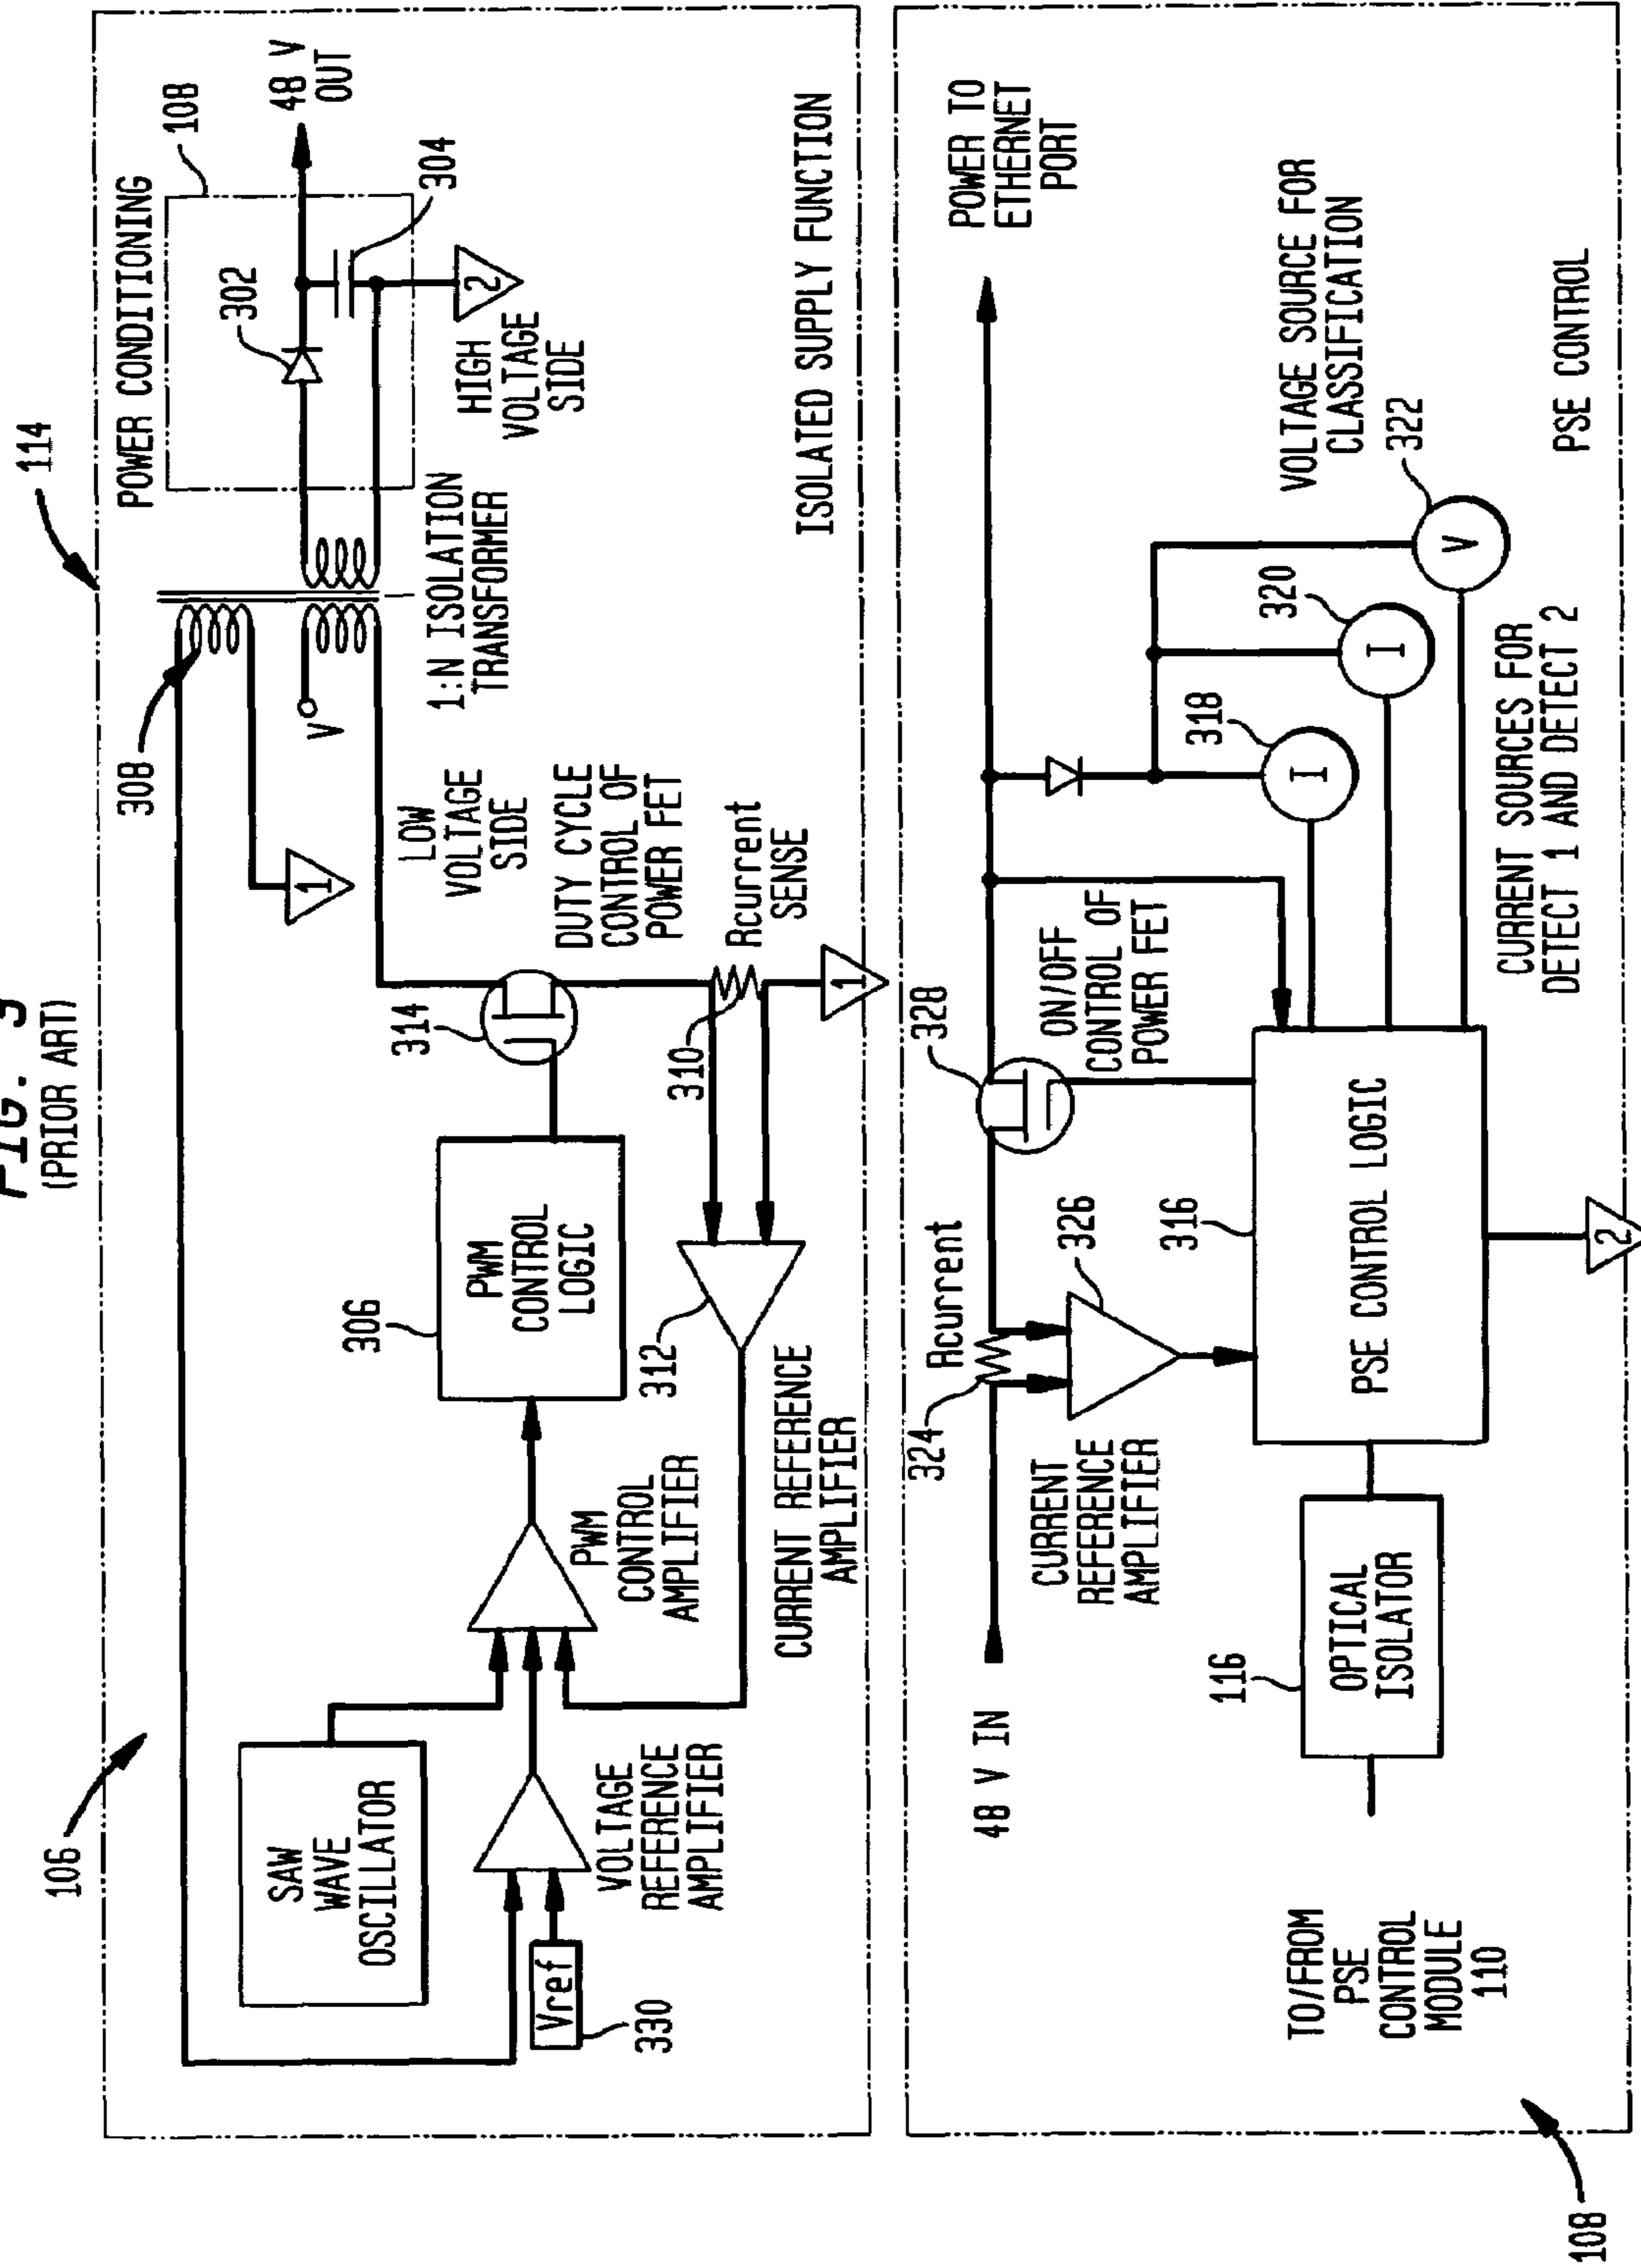 FIG. 3
(PRIOR ART)
114
106
POWER CONDITIONING
108
48 V
OUT
302
304
2
HIGH
VOLTAGE
SIDE
308
V
1
1:N ISOLATION
TRANSFORMER
LOW
VOLTAGE
SIDE
SAW
WAVE
OSCILLATOR
Vref
330
VOLTAGE
REFERENCE
AMPLIFIER
PWM
CONTROL
AMPLIFIER
306
PWM
CONTROL
LOGIC
314
DUTY CYCLE
CONTROL OF
POWER FET
310
Rcurrent
SENSE
1
312
CURRENT REFERENCE
AMPLIFIER
ISOLATED SUPPLY FUNCTION
48 V IN
324
Rcurrent
328
POWER TO
ETHERNET
PORT
CURRENT
REFERENCE
AMPLIFIER
326
ON/OFF
CONTROL OF
POWER FET
318
I
320
I
322
V
VOLTAGE SOURCE FOR
CLASSIFICATION
116
OPTICAL
ISOLATOR
316
PSE CONTROL LOGIC
2
TO/FROM
PSE
CONTROL
MODULE
110
CURRENT SOURCES FOR
DETECT 1 AND DETECT 2
PSE CONTROL
108